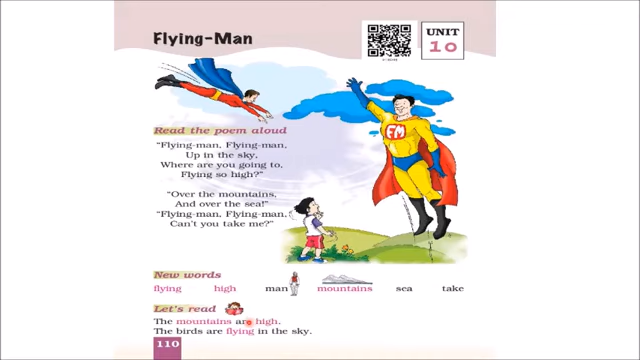 Flying-Man
UNIT
10
Read the poem aloud
FM
"Flying-man, Flying-man,
Up in the sky,
Where are you going to,
Flying so high?"
"Over the mountains,
And over the sea!"
"Flying-man, Flying-man,
Can't you take me?"
New words
flying high man mountains sea take
Let's read
The mountains are high.
The birds are flying in the sky.
110